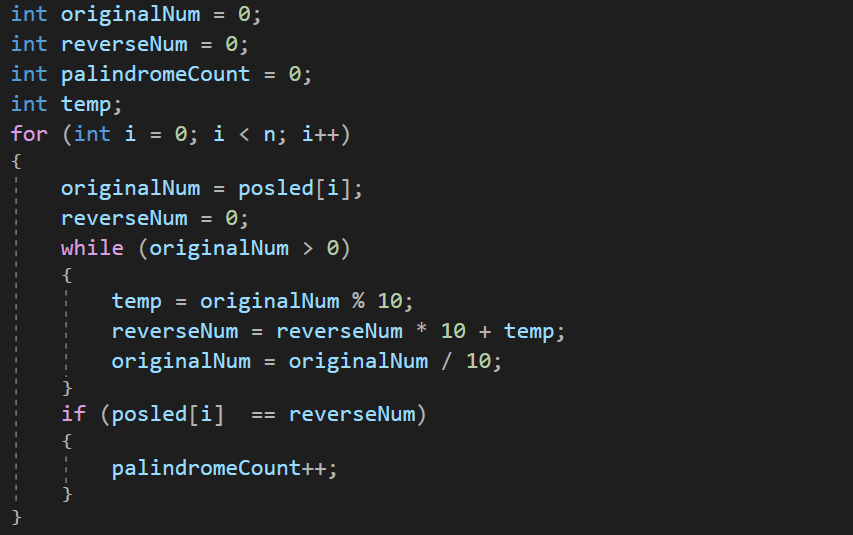 int originalNum = 0;
int reverseNum = 0;
int palindromeCount = 0;
int temp;
for (int i = 0; i < n; i++)
{
    originalNum = posled[i];
    reverseNum = 0;
    while (originalNum > 0)
    {
        temp = originalNum % 10;
        reverseNum = reverseNum * 10 + temp;
        originalNum = originalNum / 10;
    }
    if (posled[i]  == reverseNum)
    {
        palindromeCount++;
    }
}